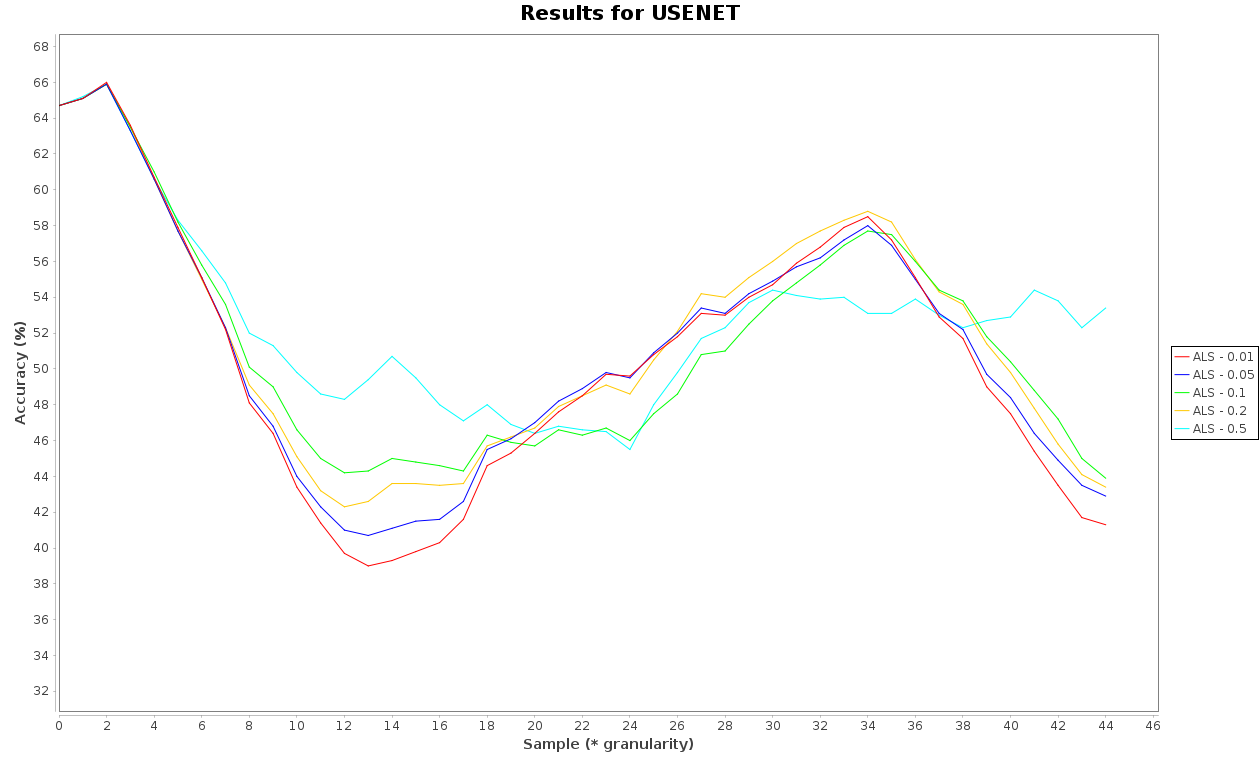 Results for USENET
68
66
64
62
60
58
56
54
52
50
48
46
44
42
40
38
36
34
32
Accuracy (%)
0 2 4 6 8 10 12 14 16 18 20 22 24 26 28 30 32 34 36 38 40 42 44 46
Sample (* granularity)
ALS - 0.01
ALS - 0.05
ALS - 0.1
ALS - 0.2
ALS - 0.5